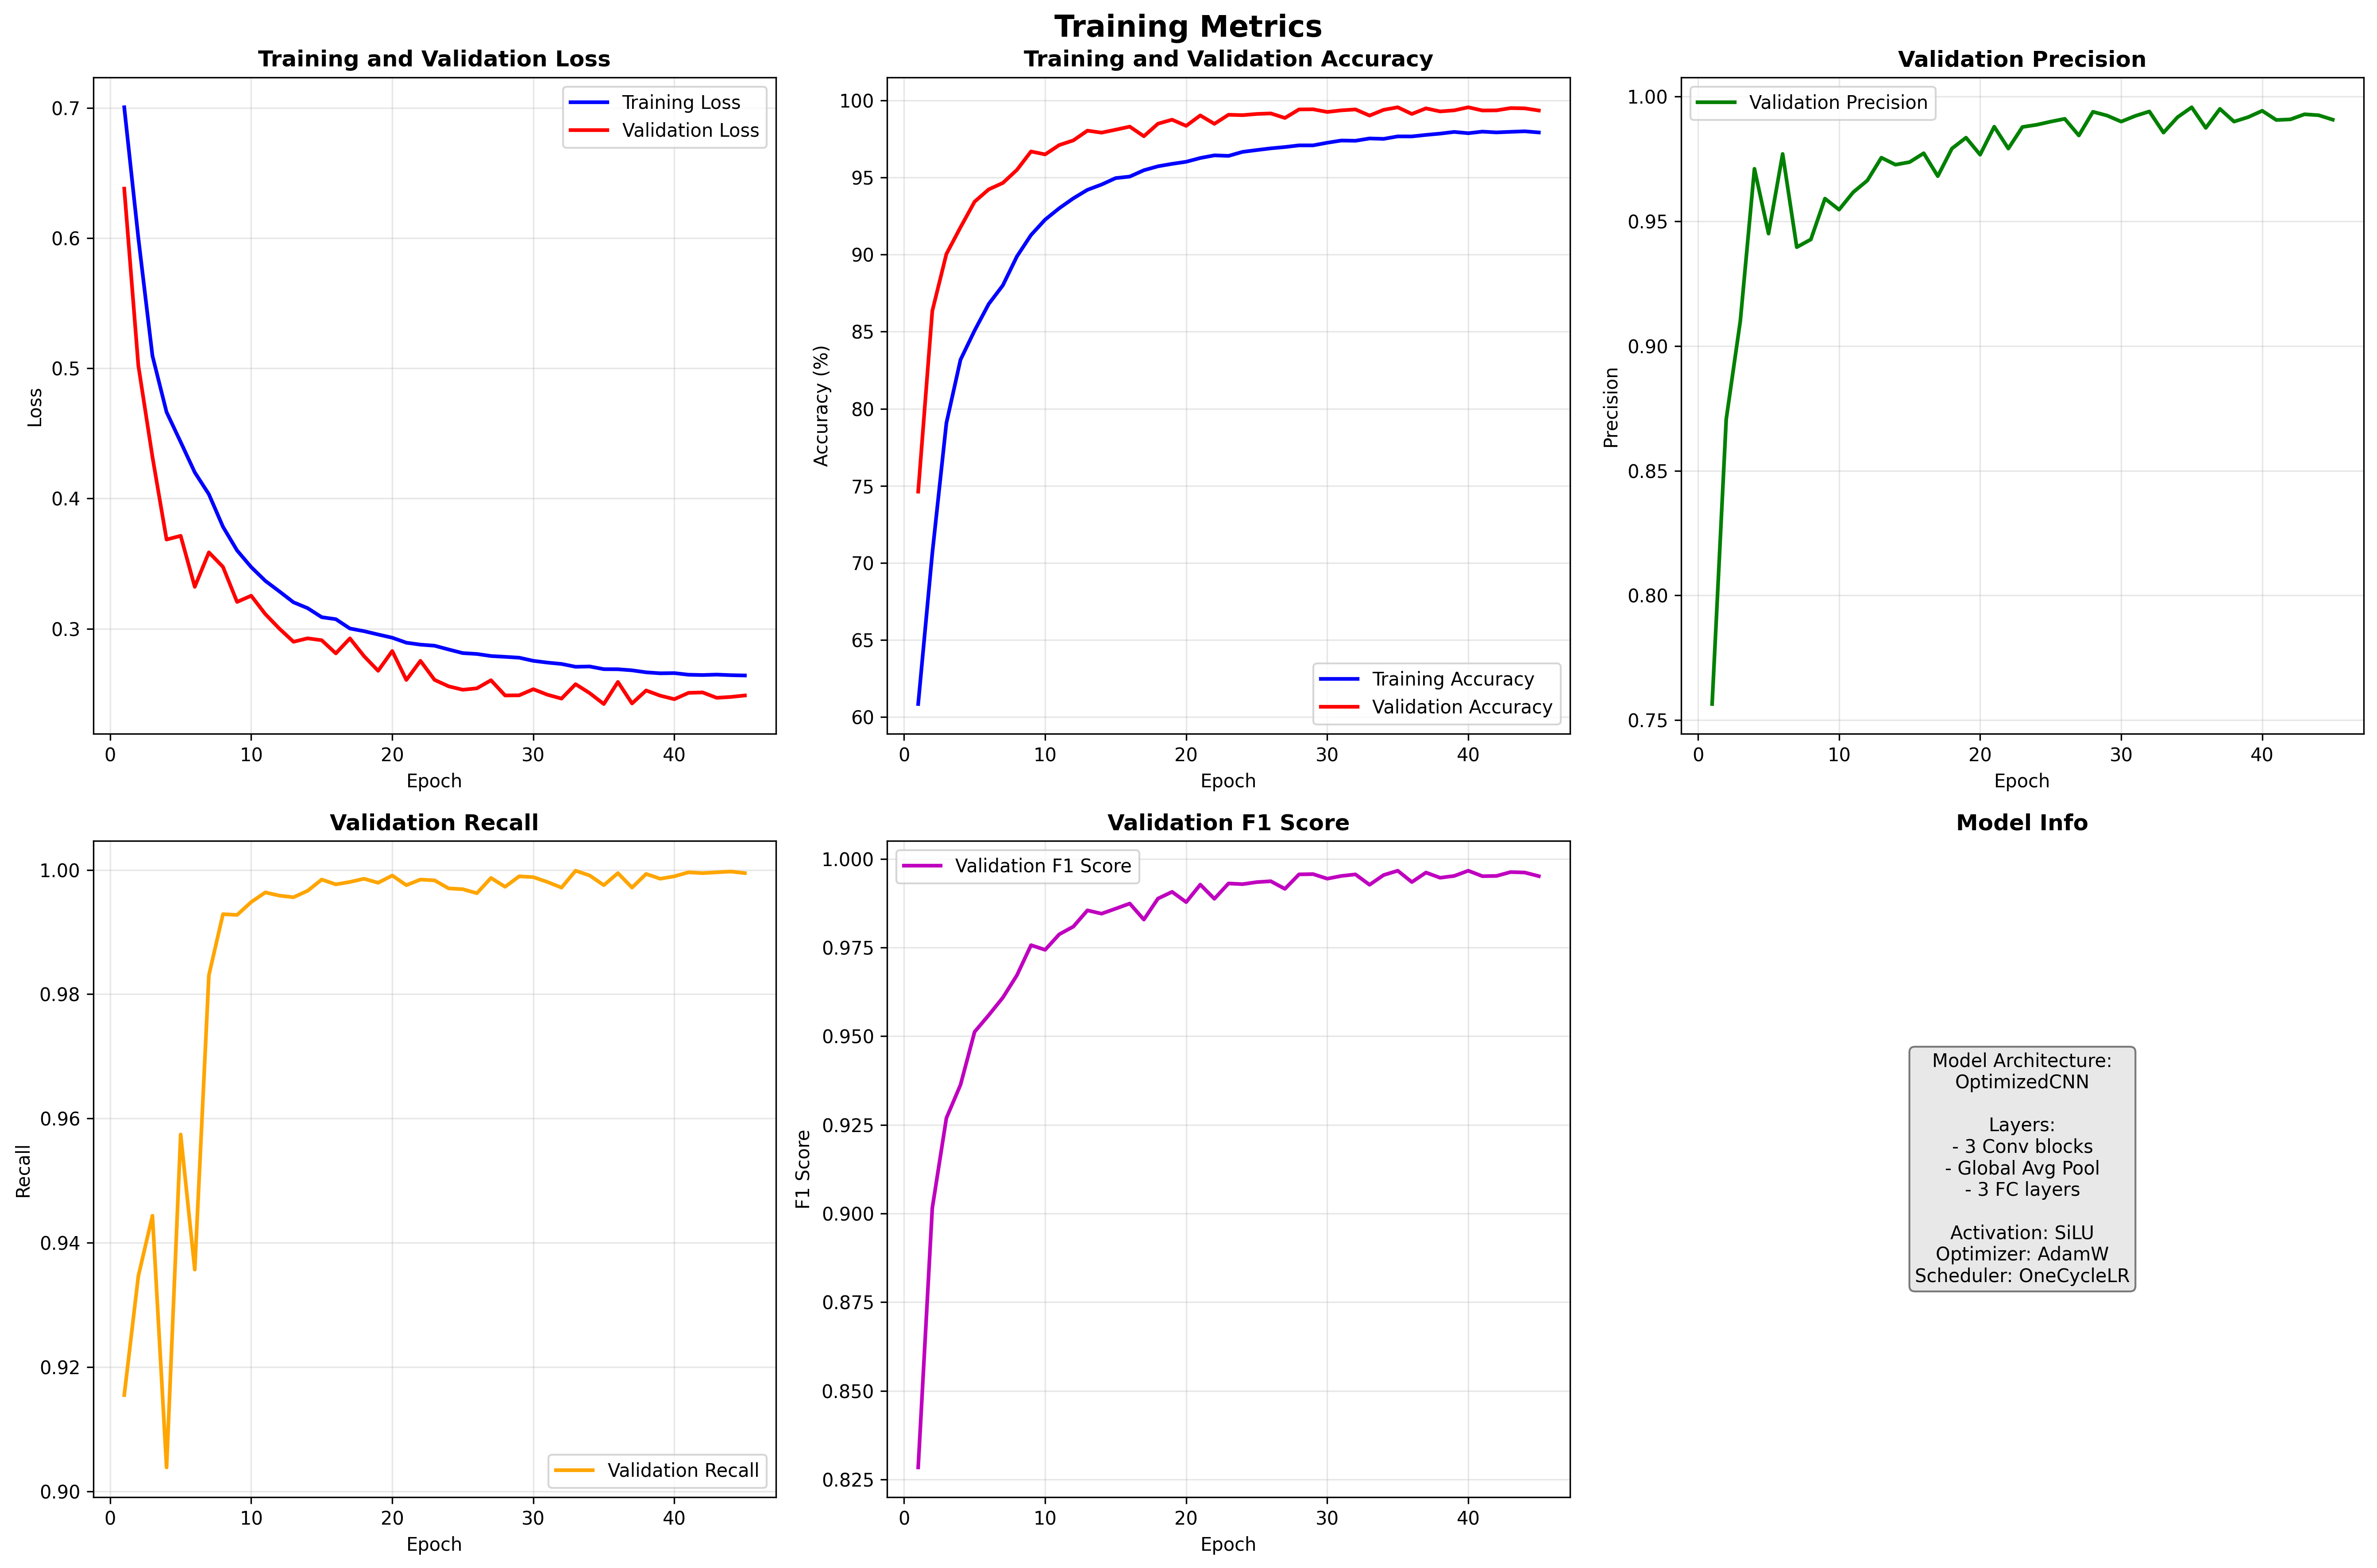 Training Metrics
Training and Validation Loss
0.7
0.6
0.5
0.4
0.3
Loss
0
10
20
30
40
Epoch
Training Loss
Validation Loss
Training and Validation Accuracy
100
95
90
85
80
75
70
65
60
Accuracy (%)
0
10
20
30
40
Epoch
Training Accuracy
Validation Accuracy
Validation Precision
1.00
0.95
0.90
0.85
0.80
0.75
Precision
0
10
20
30
40
Epoch
Validation Precision
Validation Recall
1.00
0.98
0.96
0.94
0.92
0.90
Recall
0
10
20
30
40
Epoch
Validation Recall
Validation F1 Score
1.000
0.975
0.950
0.925
0.900
0.875
0.850
0.825
F1 Score
0
10
20
30
40
Epoch
Validation F1 Score
Model Info
Model Architecture:
OptimizedCNN
Layers:
- 3 Conv blocks
- Global Avg Pool
- 3 FC layers
Activation: SiLU
Optimizer: AdamW
Scheduler: OneCycleLR